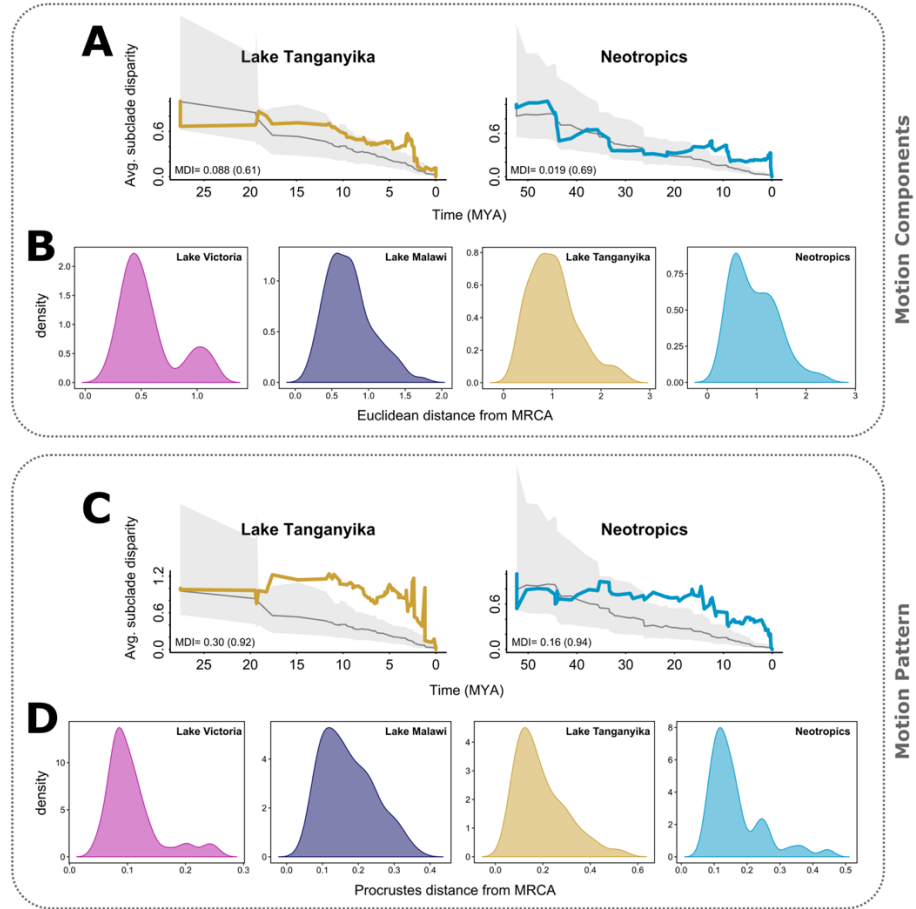 A
Avg. subclade disparity
Lake Tanganyika
Neotropics
0.6
0.0
MDI= 0.088 (0.61)
25 20 15 10 5 0
0.6
0.0
MDI= 0.019 (0.69)
50 40 30 20 10 0
Time (MYA)
Motion Components
B
density
Lake Victoria
2.0
1.5
1.0
0.5
0.0
0.0 0.5 1.0
Lake Malawi
1.0
0.5
0.0
0.0 0.5 1.0 1.5 2.0
Lake Tanganyika
0.8
0.6
0.4
0.2
0.0
0 1 2 3
Neotropics
0.75
0.50
0.25
0.00
0 1 2 3
Euclidean distance from MRCA
C
Avg. subclade disparity
Lake Tanganyika
Neotropics
1.2
0.6
0.0
MDI= 0.30 (0.92)
25 20 15 10 5 0
0.6
0.0
MDI= 0.16 (0.94)
50 40 30 20 10 0
Time (MYA)
Motion Pattern
D
density
Lake Victoria
10
5
0
0.0 0.1 0.2 0.3
Lake Malawi
4
2
0
0.0 0.1 0.2 0.3 0.4
Lake Tanganyika
4
3
2
1
0
0.0 0.2 0.4 0.6
Neotropics
8
6
4
2
0
0.0 0.1 0.2 0.3 0.4 0.5
Procrustes distance from MRCA